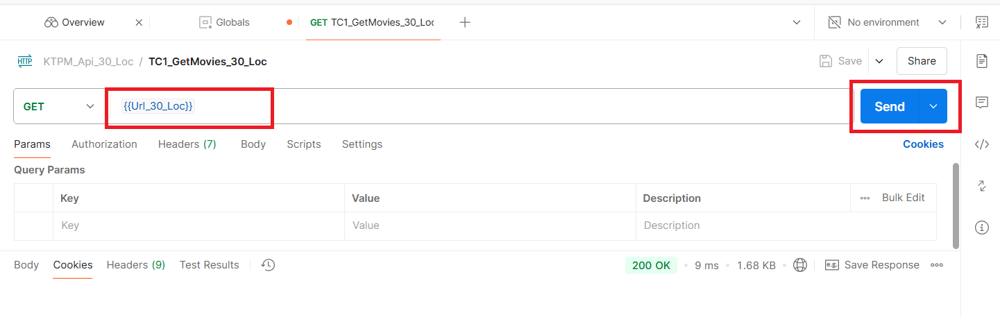 Overview Globals GET TC1_GetMovies_30_Loc No environment
HTTP KTPM_Api_30_Loc / TC1_GetMovies_30_Loc Save Share
GET {{Url_30_Loc}} Send
Params Authorization Headers (7) Body Scripts Settings Cookies
Query Params
Key Value Description Bulk Edit
Key Value Description
Body Cookies Headers (9) Test Results 200 OK 9 ms 1.68 KB e.g. Save Response